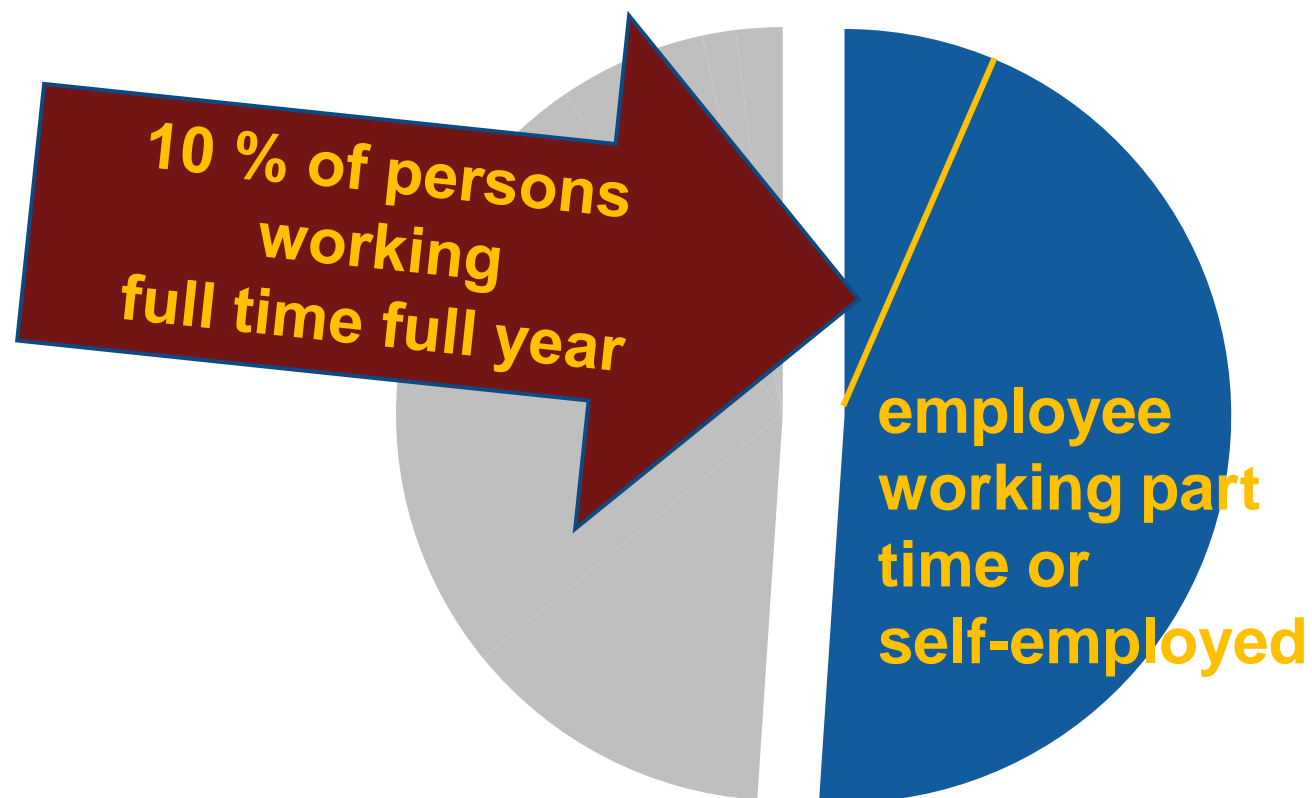 10 % of persons
working
full time full year
employee
working part
time or
self-employed